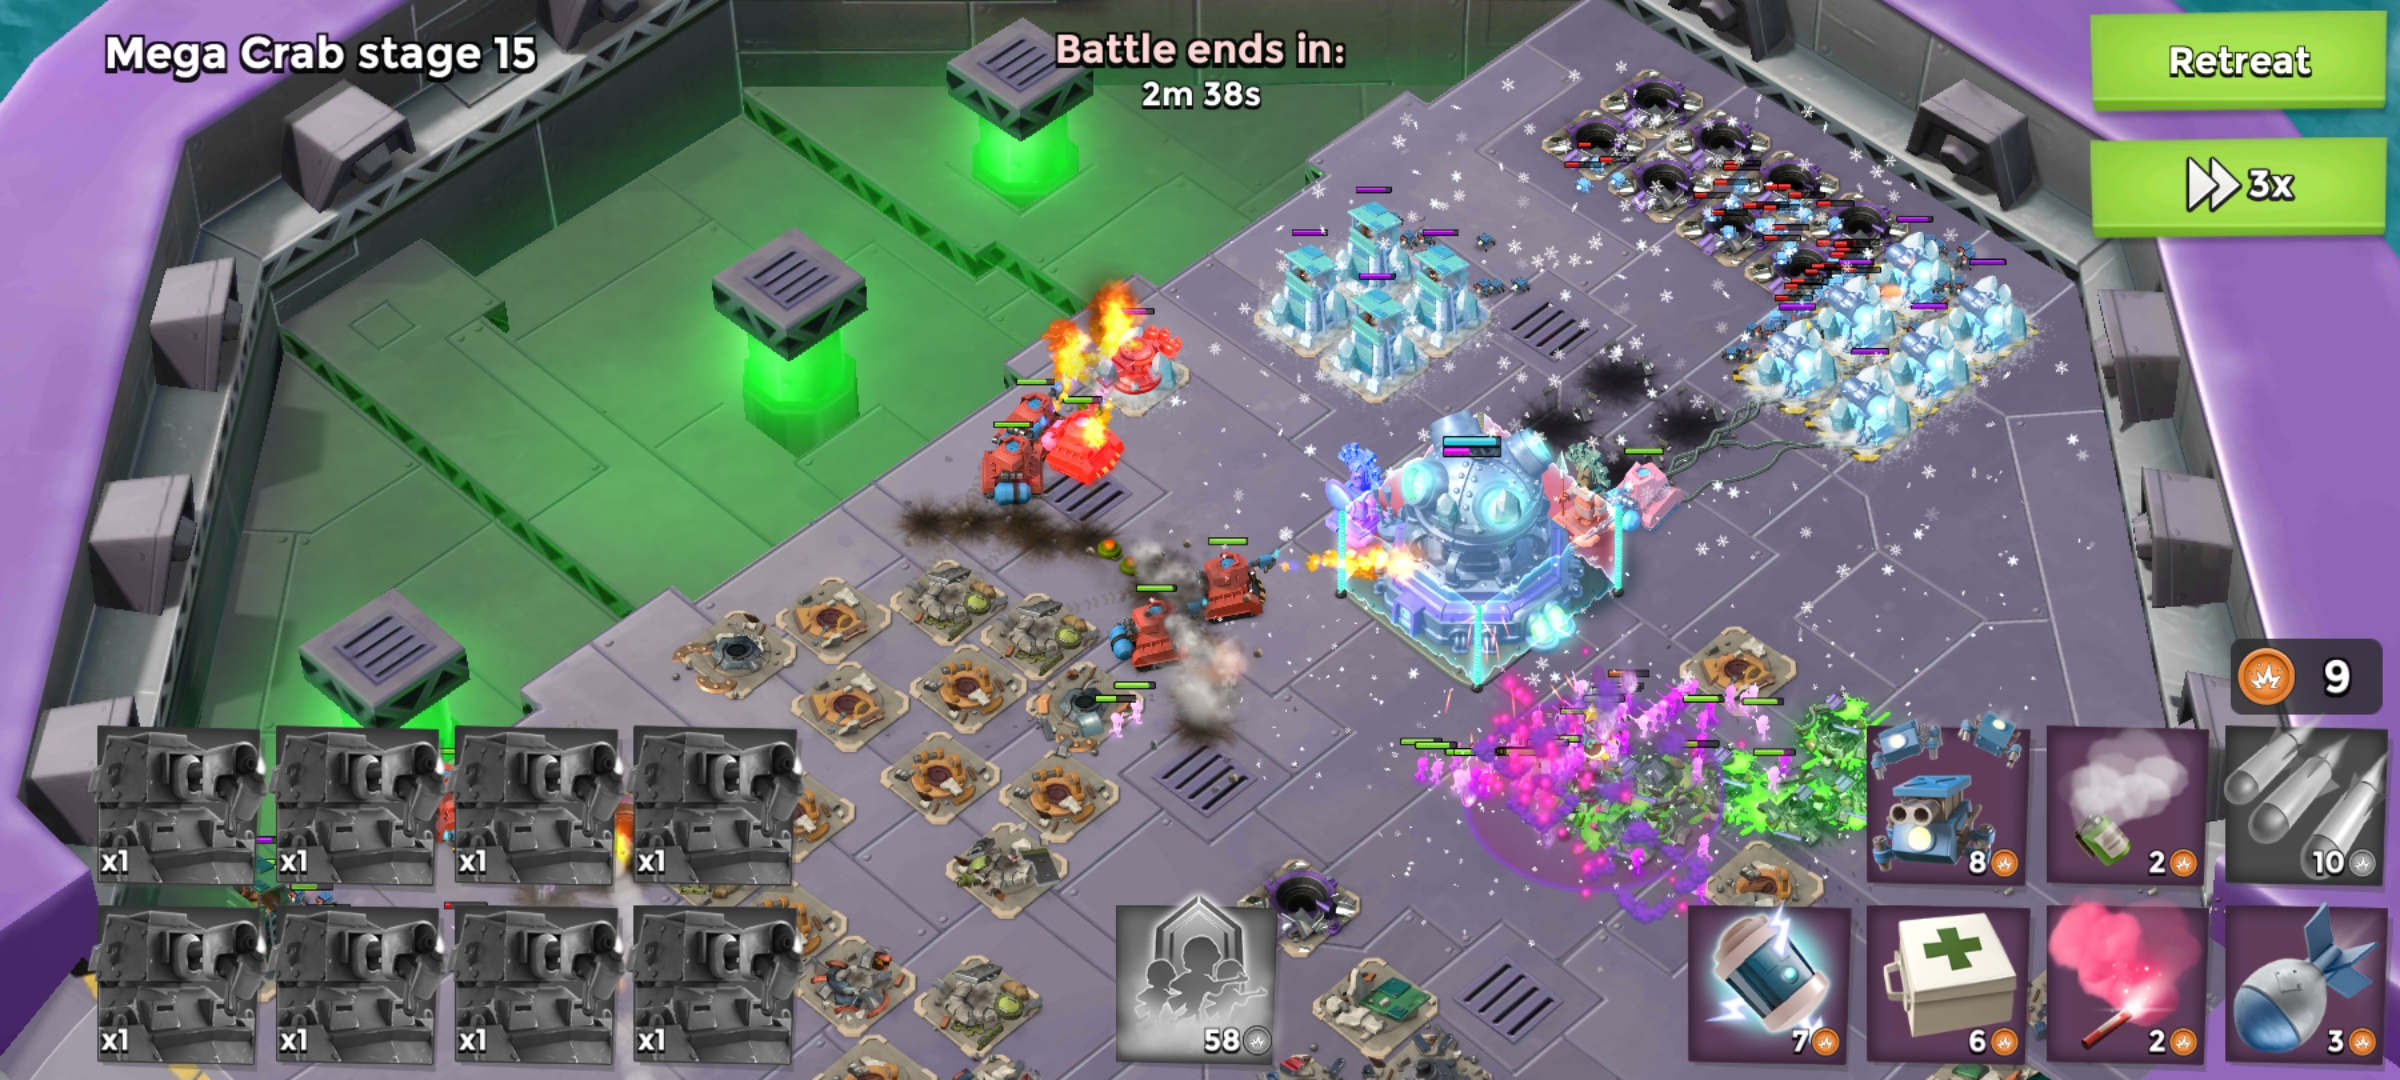 Mega Crab stage 15
Battle ends in:
2m 38s
Retreat
3x
9
x1
x1
x1
x1
8
2
10
x1
x1
x1
x1
58
7
6
2
3